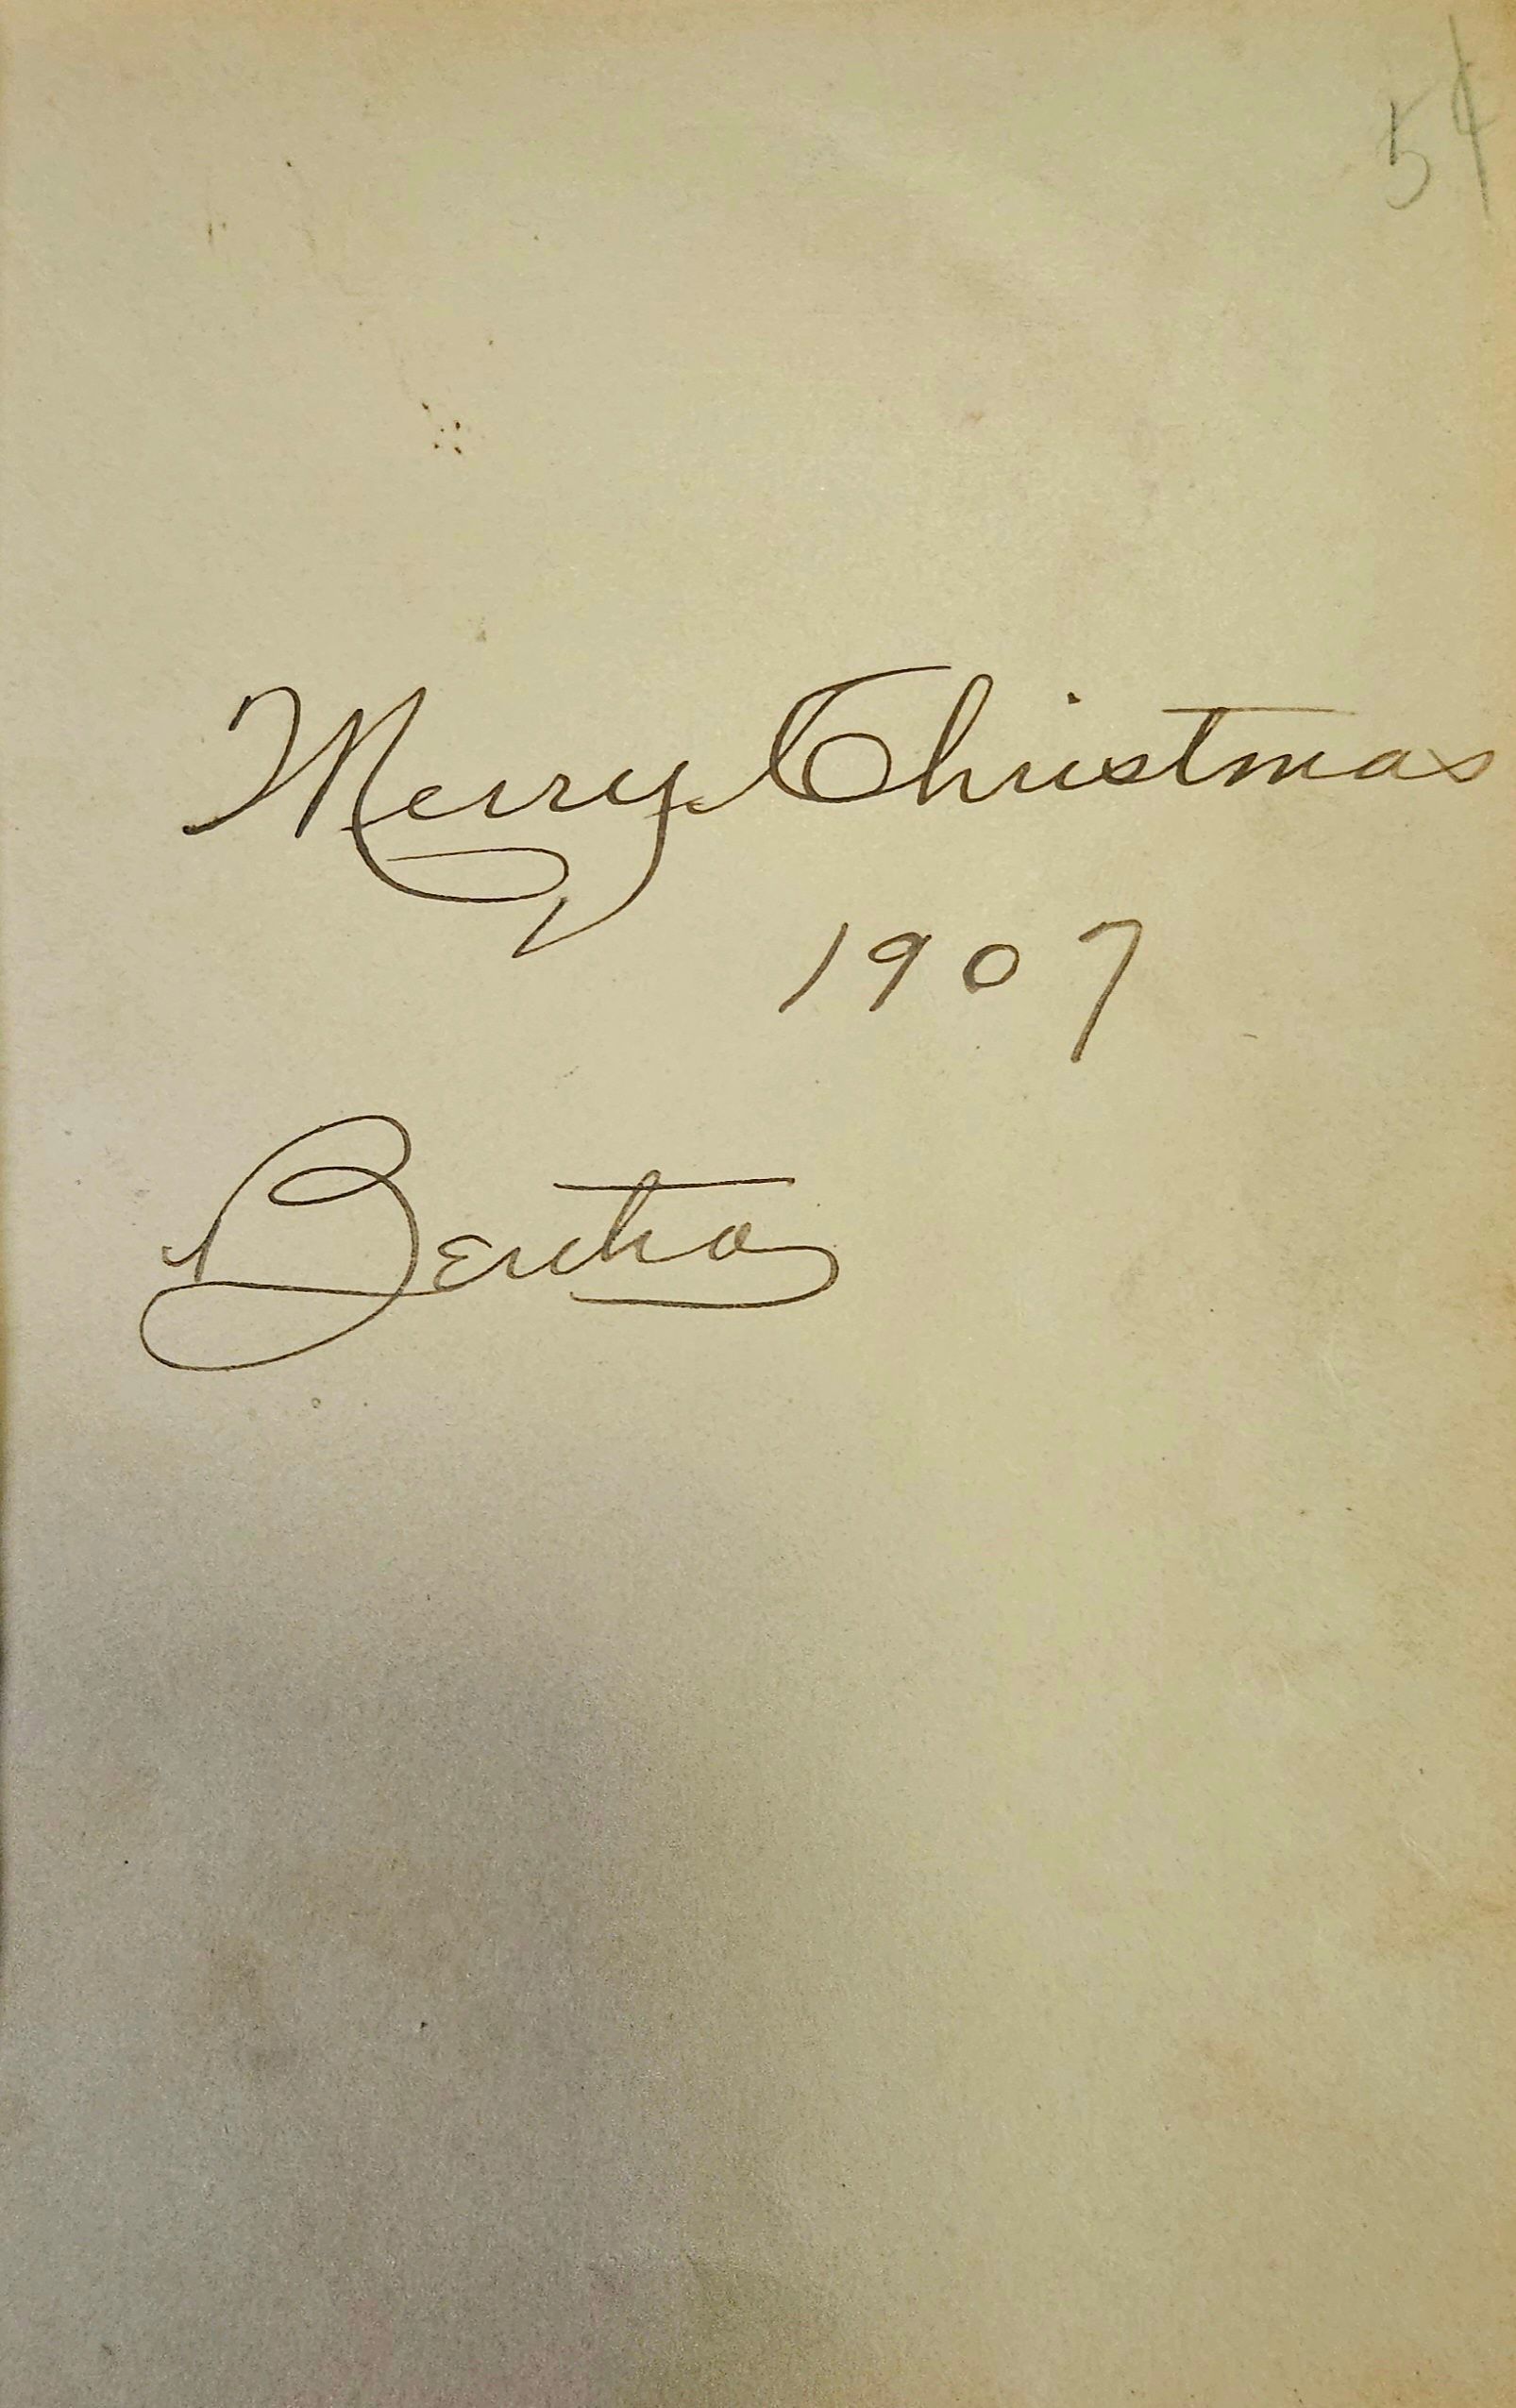 5¢
Merry Christmas
1907
Bertha